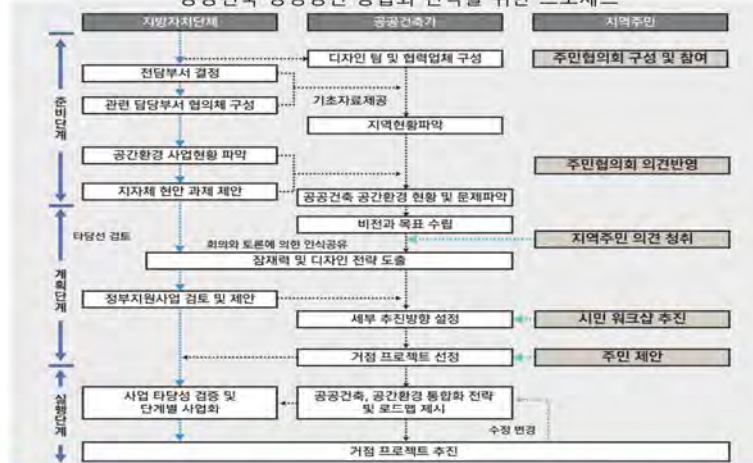 지방자치단체
공공건축가
지역주민
디자인 팀 및 협력업체 구성
주민협의회 구성 및 참여
전담부서 결정
관련 담당부서 협의체 구성
기초자료제공
지역현황파악
준비단계
공간환경 사업현황 파악
주민협의회 의견반영
지자체 현안 과제 제안
공공건축 공간환경 현황 및 문제파악
비전과 목표 수립
타당선 검토
회의와 토론에 의한 인식공유
지역주민 의견 청취
잠재력 및 디자인 전략 도출
계획단계
정부지원사업 검토 및 제안
세부 추진방향 설정
시민 워크샵 추진
거점 프로젝트 선정
주민 제안
실행단계
사업 타당성 검증 및
단계별 사업화
공공건축, 공간환경 통합화 전략
및 로드맵 제시
수정 변경
거점 프로젝트 추진